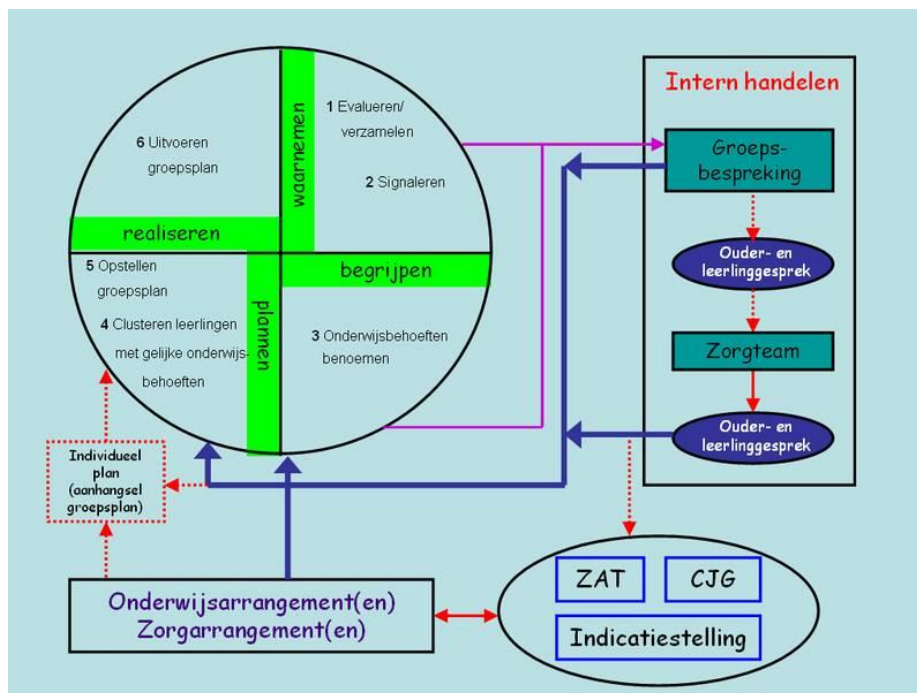 waarnemen
1 Evalueren/
verzamelen
2 Signaleren
begrijpen
3 Onderwijsbehoeften
benoemen
plannen
4 Clusteren leerlingen
met gelijke onderwijs-
behoeften
5 Opstellen
groepsplan
realiseren
6 Uitvoeren
groepsplan
Intern handelen
Groeps-
bespreking
Ouder- en
leerlinggesprek
Zorgteam
Ouder- en
leerlinggesprek
Individueel
plan
(aanhangsel
groepsplan)
Onderwijsarrangement(en)
Zorgarrangement(en)
ZAT
CJG
Indicatiestelling